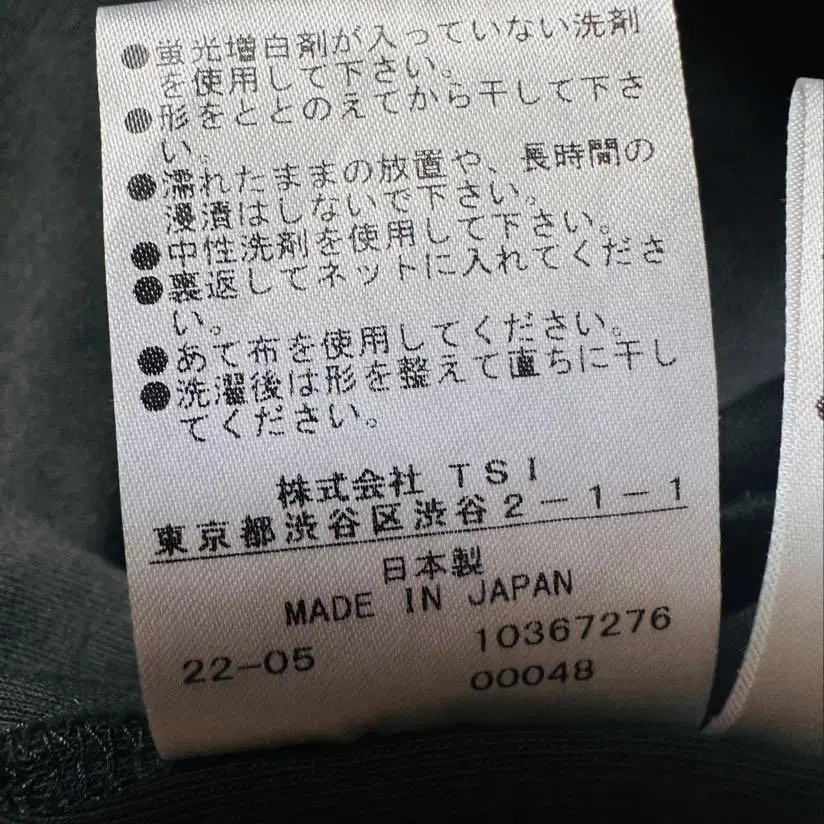 ●蛍光増白剤が入っていない洗剤
を使用して下さい。
●形をととのえてから干して下さ
い。
●濡れたままの放置や、長時間の
浸漬はしないで下さい。
●中性洗剤を使用して下さい。
●裏返してネットに入れてくださ
い。
●あて布を使用してください。
●洗濯後は形を整えて直ちに干し
てください。
株式会社 TSI
東京都渋谷区渋谷2-1-1
日本製
MADE IN JAPAN
22-05 10367276
00048